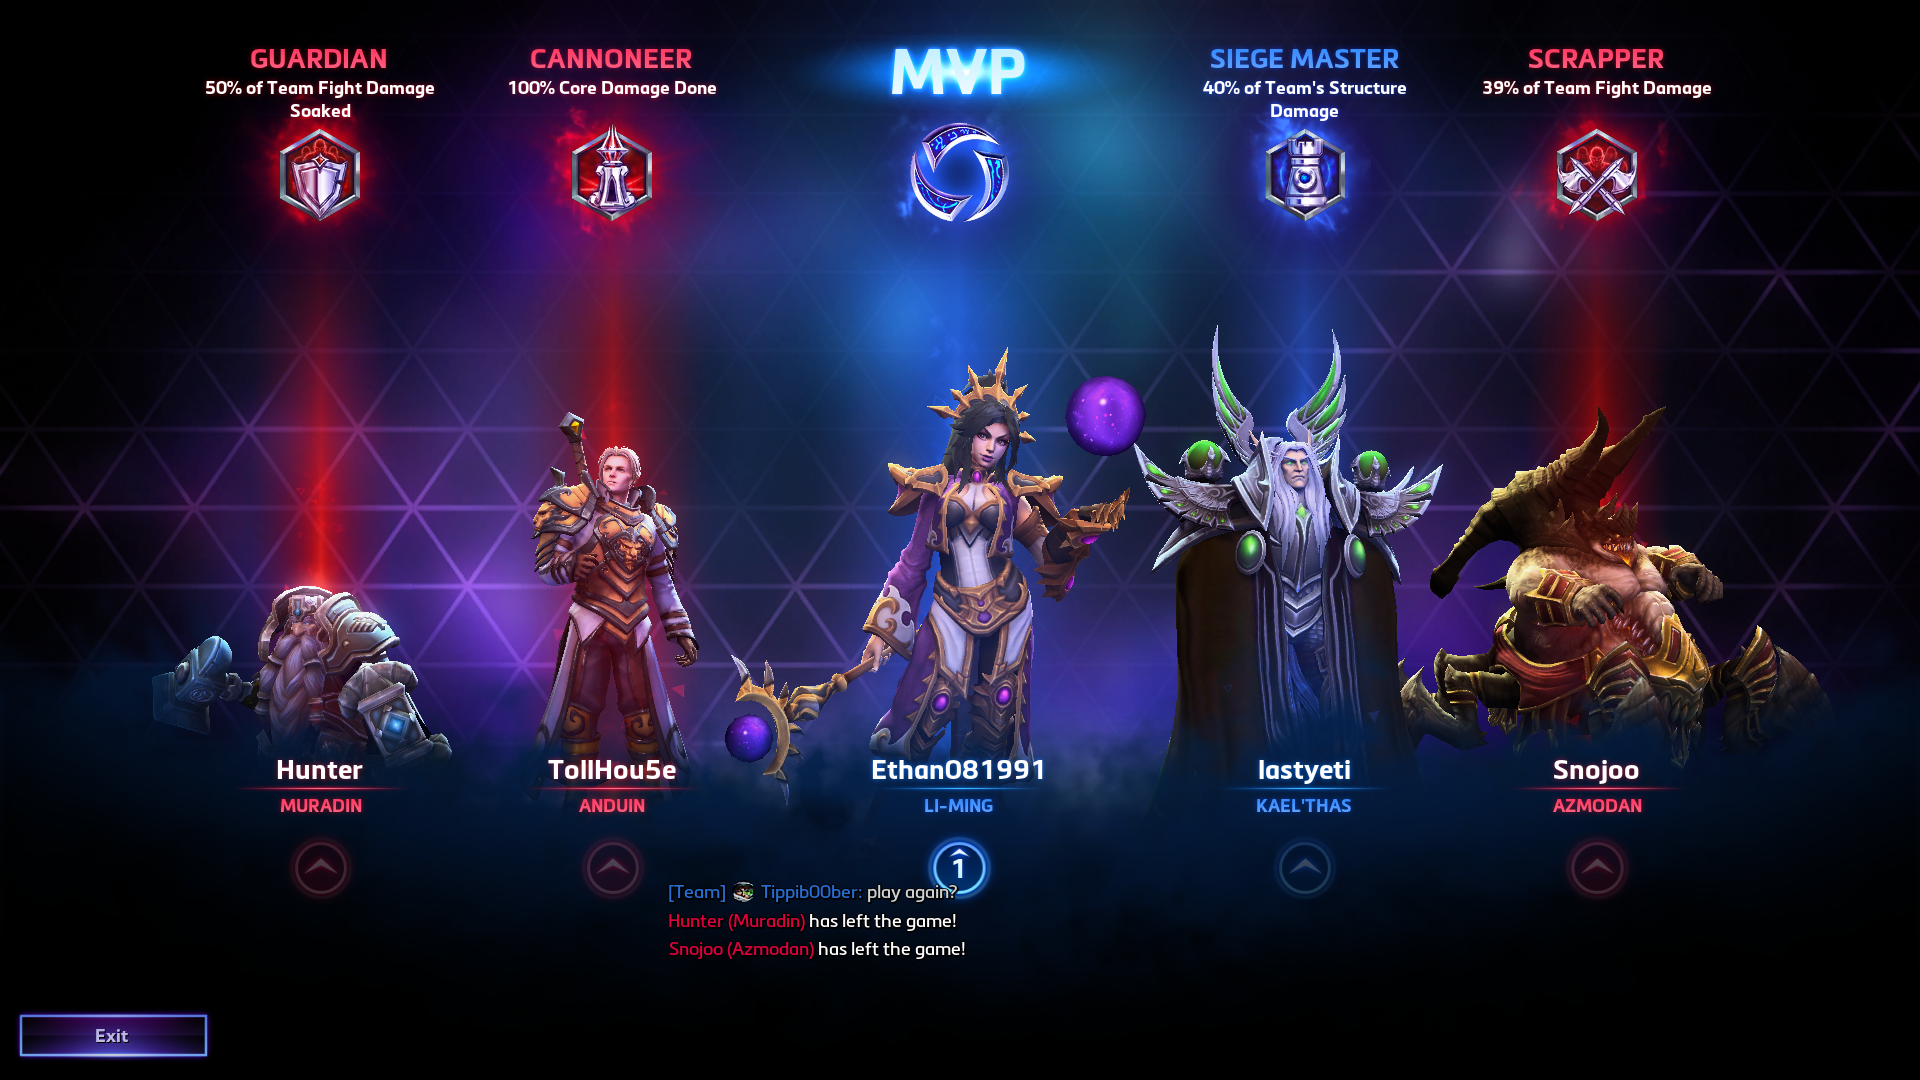 GUARDIAN
50% of Team Fight Damage
Soaked
CANNONEER
100% Core Damage Done
MVP
SIEGE MASTER
40% of Team's Structure
Damage
SCRAPPER
39% of Team Fight Damage
Hunter
MURADIN
TollHou5e
ANDUIN
Ethan081991
LI-MING
lastyeti
KAEL'THAS
Snojoo
AZMODAN
1
[Team] Tippib00ber: play again?
Hunter (Muradin) has left the game!
Snojoo (Azmodan) has left the game!
Exit